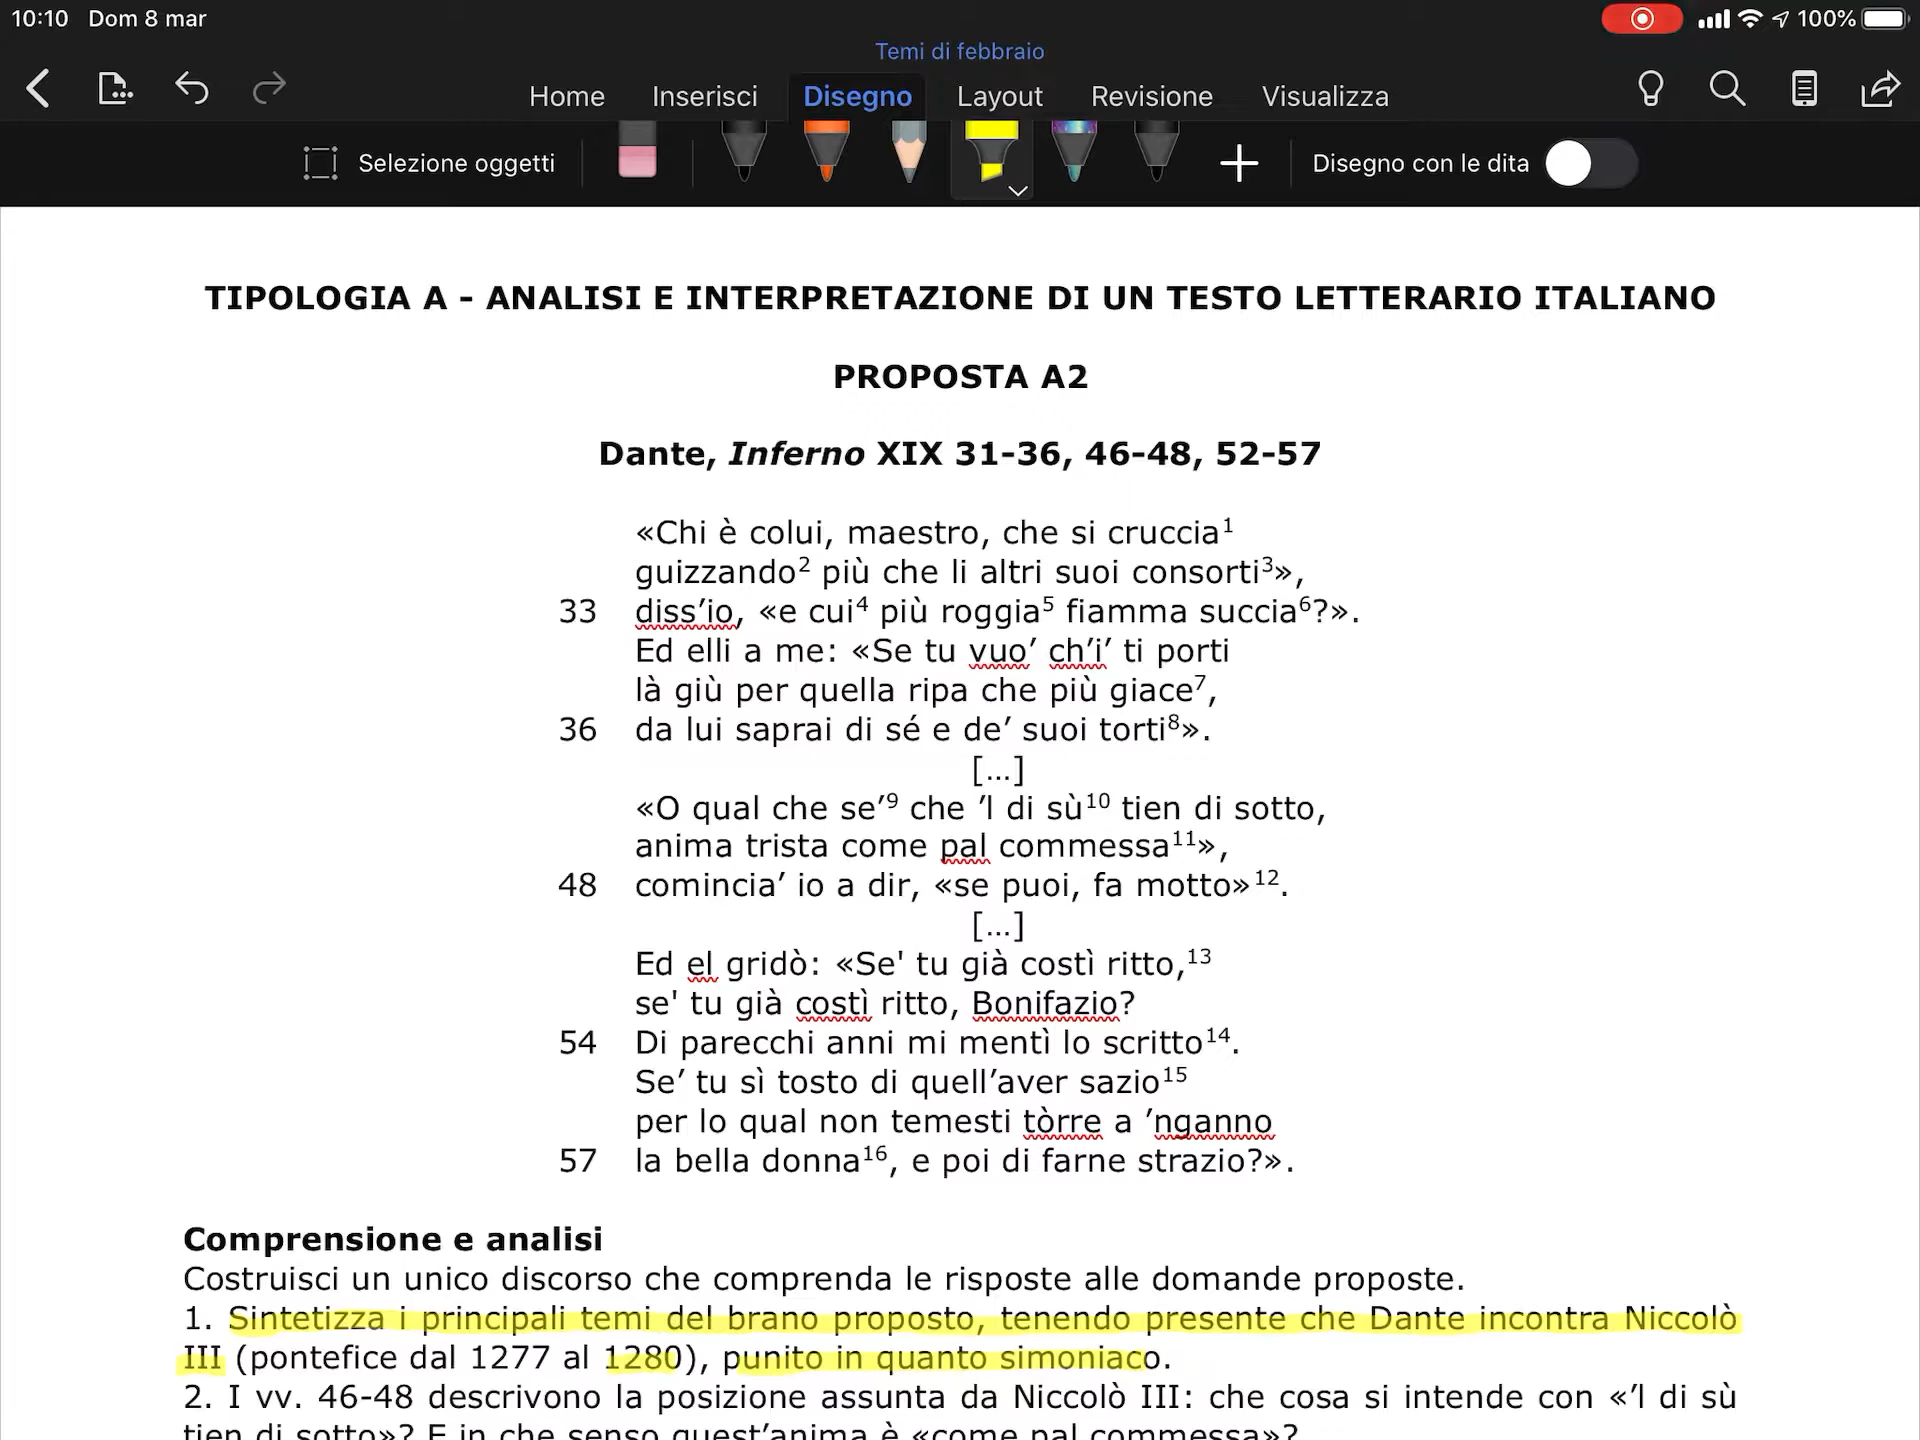 10:10 Dom 8 mar 100%
Temi di febbraio
Home Inserisci Disegno Layout Revisione Visualizza
Selezione oggetti Disegno con le dita
TIPOLOGIA A - ANALISI E INTERPRETAZIONE DI UN TESTO LETTERARIO ITALIANO
PROPOSTA A2
Dante, Inferno XIX 31-36, 46-48, 52-57
«Chi è colui, maestro, che si cruccia¹
guizzando² più che li altri suoi consorti³»,
33 diss’io, «e cui⁴ più roggia⁵ fiamma succia⁶?».
Ed elli a me: «Se tu vuo’ ch’i’ ti porti
là giù per quella ripa che più giace⁷,
36 da lui saprai di sé e de’ suoi torti⁸».
[…]
«O qual che se’⁹ che ’l di sù¹⁰ tien di sotto,
anima trista come pal commessa¹¹»,
48 comincia’ io a dir, «se puoi, fa motto»¹².
[…]
Ed el gridò: «Se' tu già costì ritto,¹³
se' tu già costì ritto, Bonifazio?
54 Di parecchi anni mi mentì lo scritto¹⁴.
Se’ tu sì tosto di quell’aver sazio¹⁵
per lo qual non temesti tòrre a ’nganno
57 la bella donna¹⁶, e poi di farne strazio?».
Comprensione e analisi
Costruisci un unico discorso che comprenda le risposte alle domande proposte.
1. Sintetizza i principali temi del brano proposto, tenendo presente che Dante incontra Niccolò
III (pontefice dal 1277 al 1280), punito in quanto simoniaco.
2. I vv. 46-48 descrivono la posizione assunta da Niccolò III: che cosa si intende con «’l di sù
tien di sotto»? E in che senso quest’anima è «come pal commessa»?